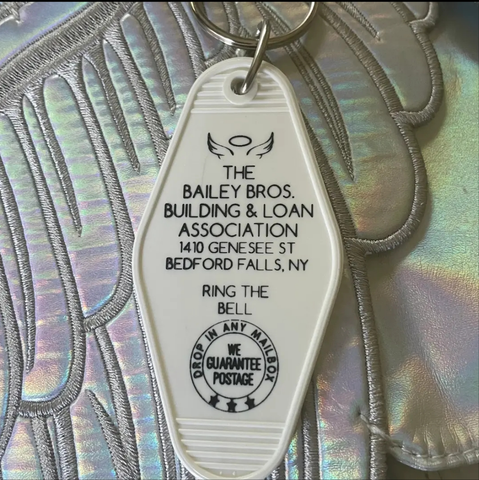 THE
BAILEY BROS.
BUILDING & LOAN
ASSOCIATION
1410 GENESEE ST
BEDFORD FALLS, NY
RING THE
BELL
DROP IN ANY MAILBOX
WE
GUARANTEE
POSTAGE